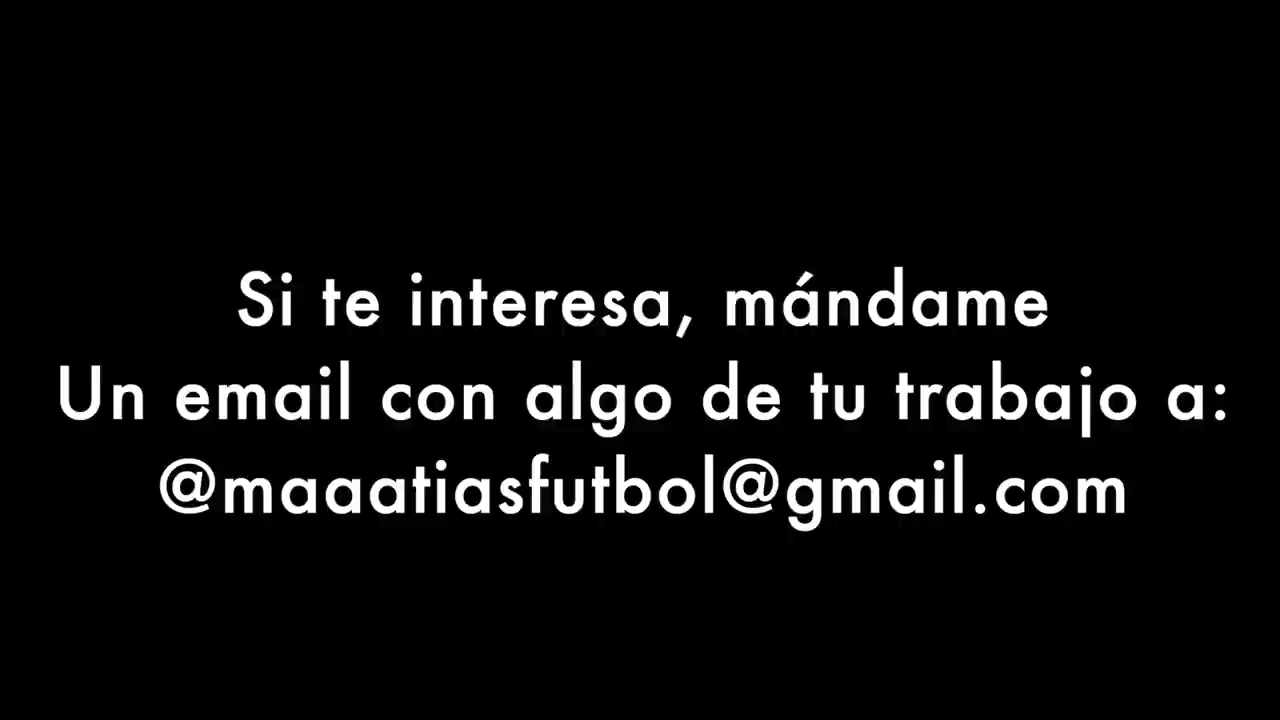 Si te interesa, mándame
Un email con algo de tu trabajo a:
@maaatiasfutbol@gmail.com